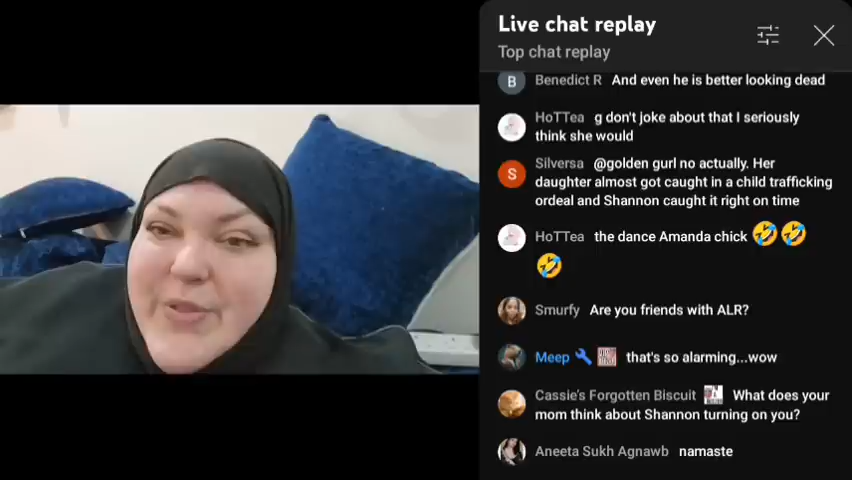 Live chat replay
Top chat replay
B Benedict R And even he is better looking dead
HoTTea g don't joke about that I seriously
think she would
S Silversa @golden gurl no actually. Her
daughter almost got caught in a child trafficking
ordeal and Shannon caught it right on time
HoTTea the dance Amanda chick 🤣🤣
🤣
Smurfy Are you friends with ALR?
Meep that's so alarming...wow
Cassie's Forgotten Biscuit What does your
mom think about Shannon turning on you?
Aneeta Sukh Agnawb namaste